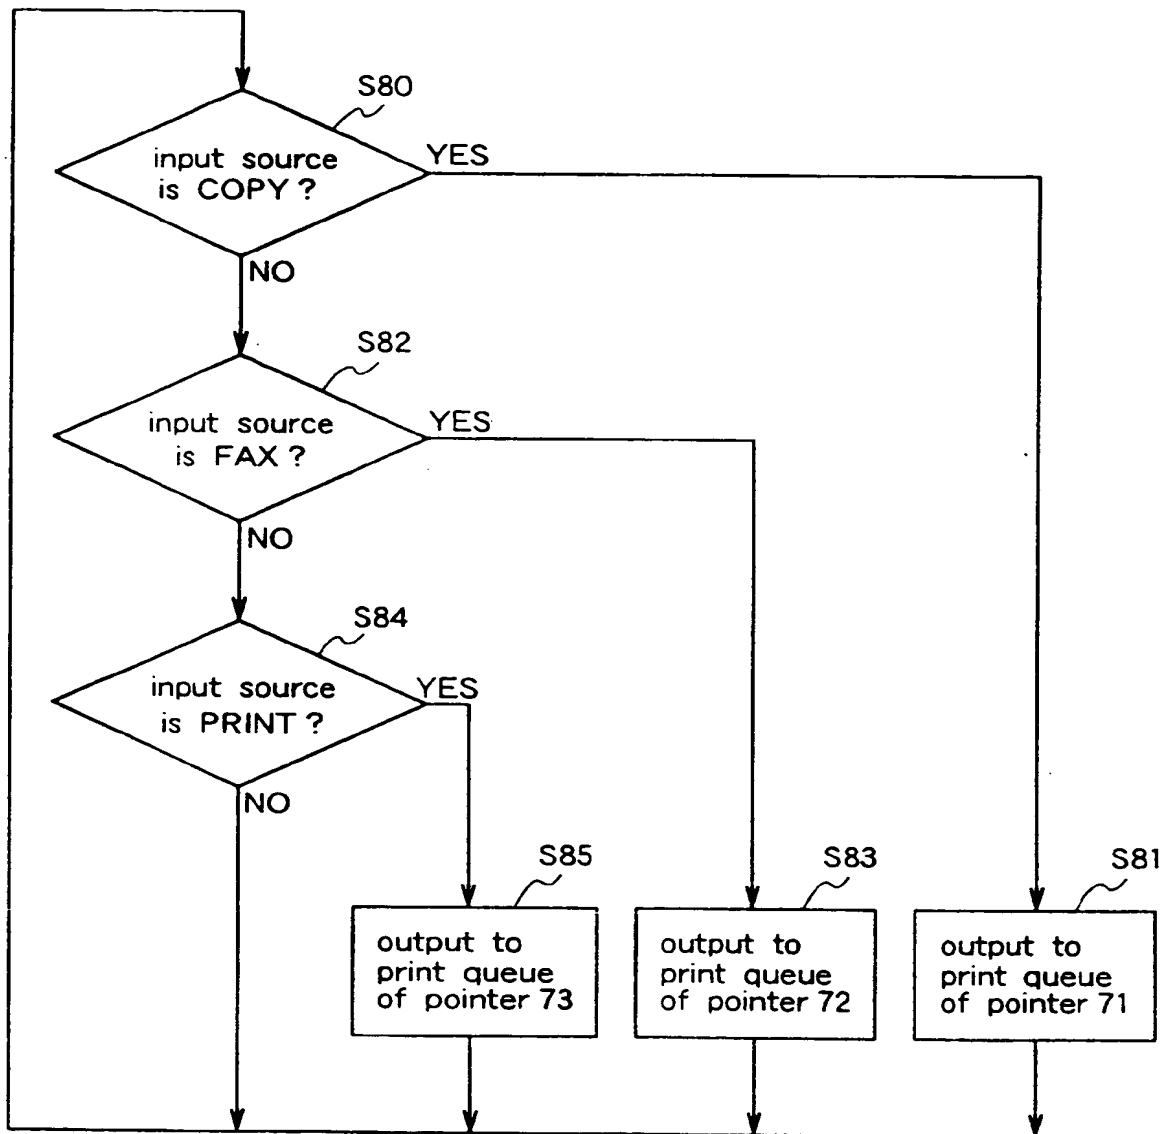 S80
input source
is COPY ?
YES
NO
S82
input source
is FAX ?
YES
NO
S84
input source
is PRINT ?
YES
NO
S85
output to
print queue
of pointer 73
S83
output to
print queue
of pointer 72
S81
output to
print queue
of pointer 71